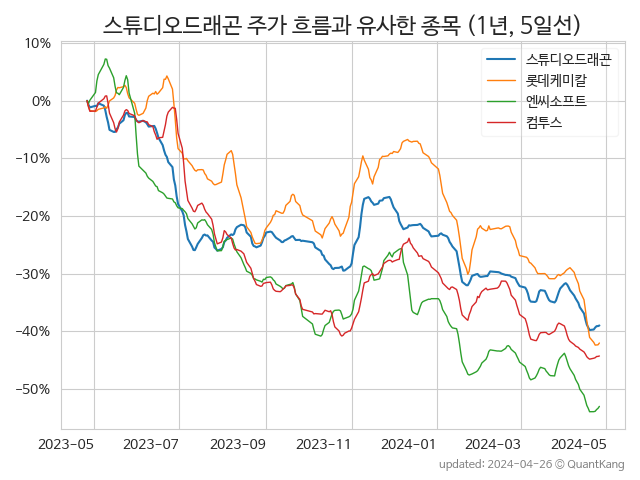 스튜디오드래곤 주가 흐름과 유사한 종목 (1년, 5일선)
스튜디오드래곤
롯데케미칼
엔씨소프트
컴투스
10%
0%
−10%
−20%
−30%
−40%
−50%
2023-05 2023-07 2023-09 2023-11 2024-01 2024-03 2024-05
updated: 2024-04-26 © QuantKang